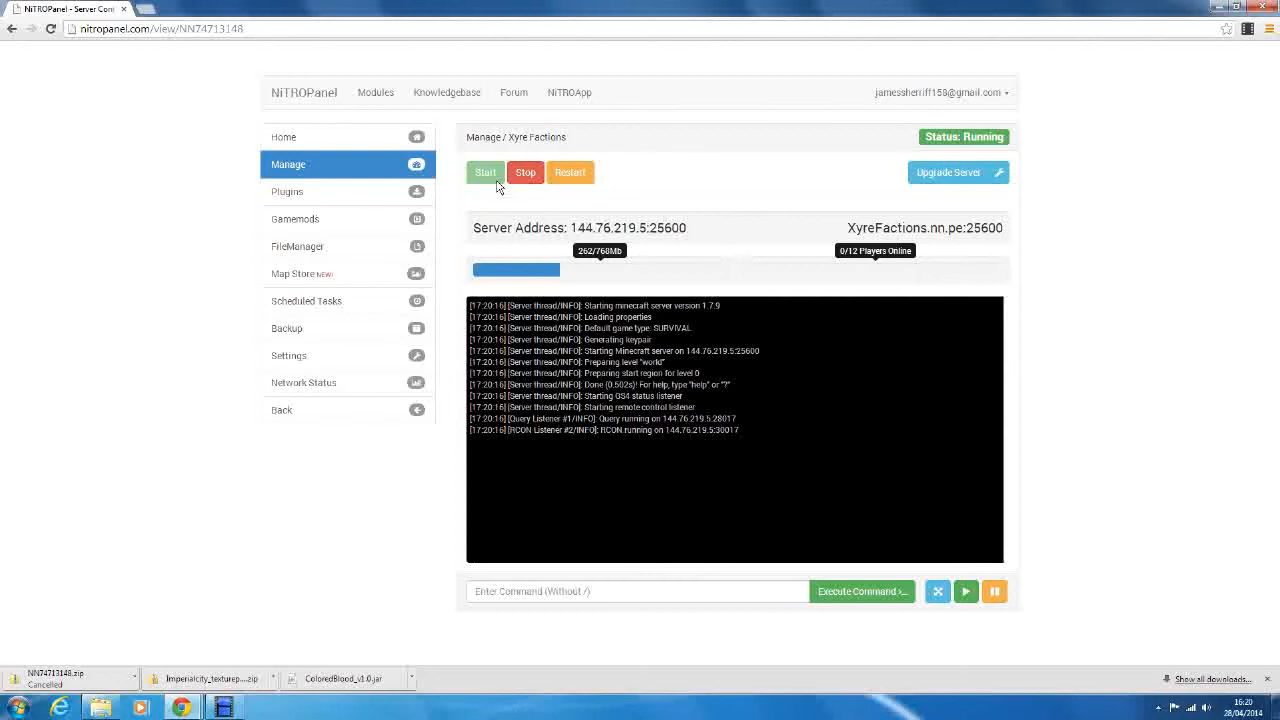 NiTROPanel - Server Con
nitropanel.com/view/NN74713148
NiTROPanel Modules Knowledgebase Forum NiTROApp jamessherriff158@gmail.com
Home
Manage
Plugins
Gamemods
FileManager
Map Store NEW!
Scheduled Tasks
Backup
Settings
Network Status
Back
Manage / Xyre Factions Status: Running
Start Stop Restart Upgrade Server
Server Address: 144.76.219.5:25600 XyreFactions.nn.pe:25600
262/768Mb 0/12 Players Online
[17:20:16] [Server thread/INFO]: Starting minecraft server version 1.7.9
[17:20:16] [Server thread/INFO]: Loading properties
[17:20:16] [Server thread/INFO]: Default game type: SURVIVAL
[17:20:16] [Server thread/INFO]: Generating keypair
[17:20:16] [Server thread/INFO]: Starting Minecraft server on 144.76.219.5:25600
[17:20:16] [Server thread/INFO]: Preparing level "world"
[17:20:16] [Server thread/INFO]: Preparing start region for level 0
[17:20:16] [Server thread/INFO]: Done (0.502s)! For help, type "help" or "?"
[17:20:16] [Server thread/INFO]: Starting GS4 status listener
[17:20:16] [Server thread/INFO]: Starting remote control listener
[17:20:16] [Query Listener #1/INFO]: Query running on 144.76.219.5:28017
[17:20:16] [RCON Listener #2/INFO]: RCON running on 144.76.219.5:30017
Enter Command (Without /) Execute Command >_
NN74713148.zip
Cancelled
Imperialcity_texturep....zip
ColoredBlood_v1.0.jar
Show all downloads...
16:20
28/04/2014